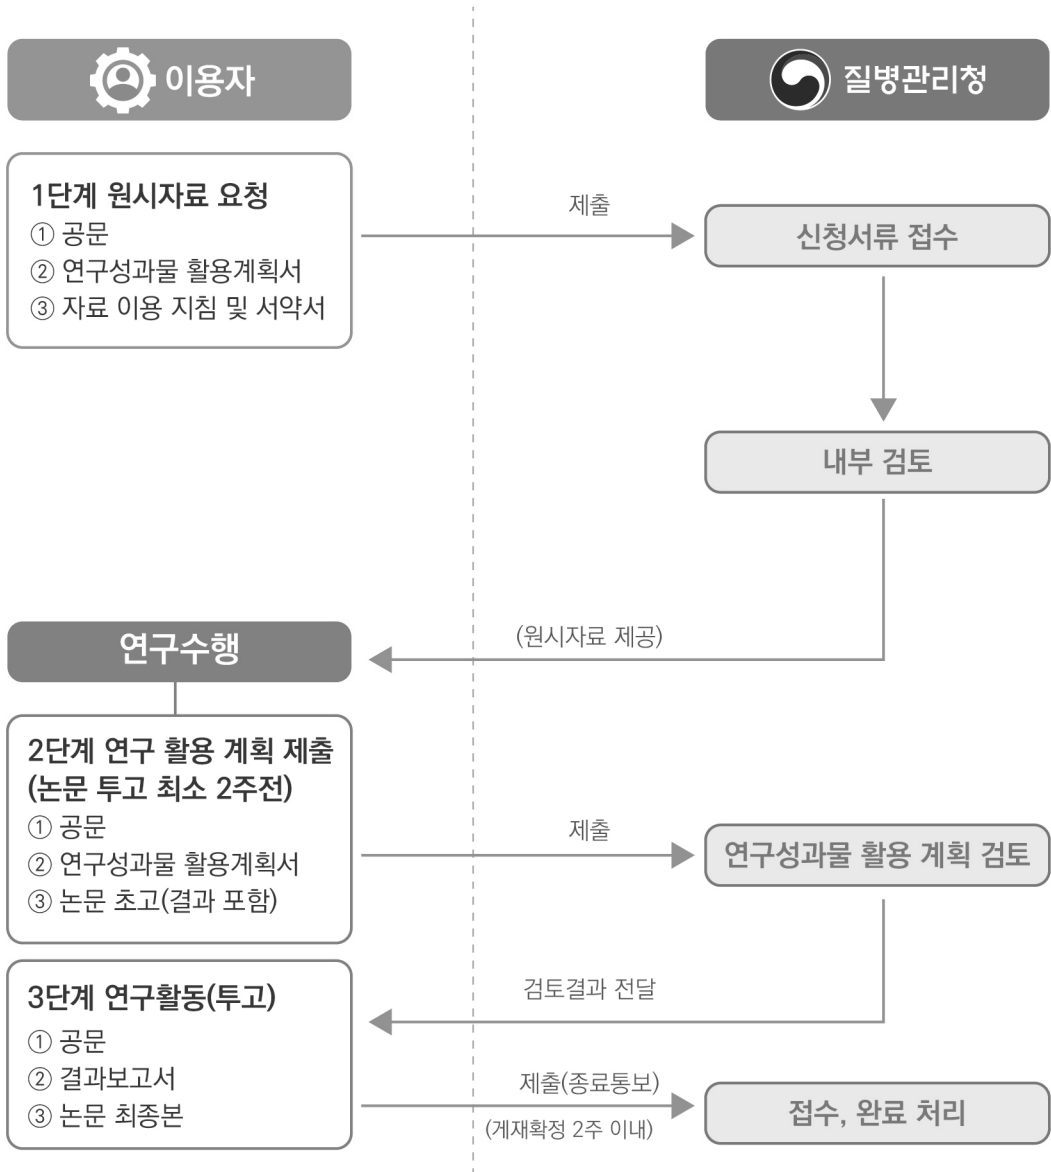 이용자
질병관리청
1단계 원시자료 요청
① 공문
② 연구성과물 활용계획서
③ 자료 이용 지침 및 서약서
제출
신청서류 접수
내부 검토
(원시자료 제공)
연구수행
2단계 연구 활용 계획 제출
(논문 투고 최소 2주전)
① 공문
② 연구성과물 활용계획서
③ 논문 초고(결과 포함)
제출
연구성과물 활용 계획 검토
검토결과 전달
3단계 연구활동(투고)
① 공문
② 결과보고서
③ 논문 최종본
제출(종료통보)
(게재확정 2주 이내)
접수, 완료 처리